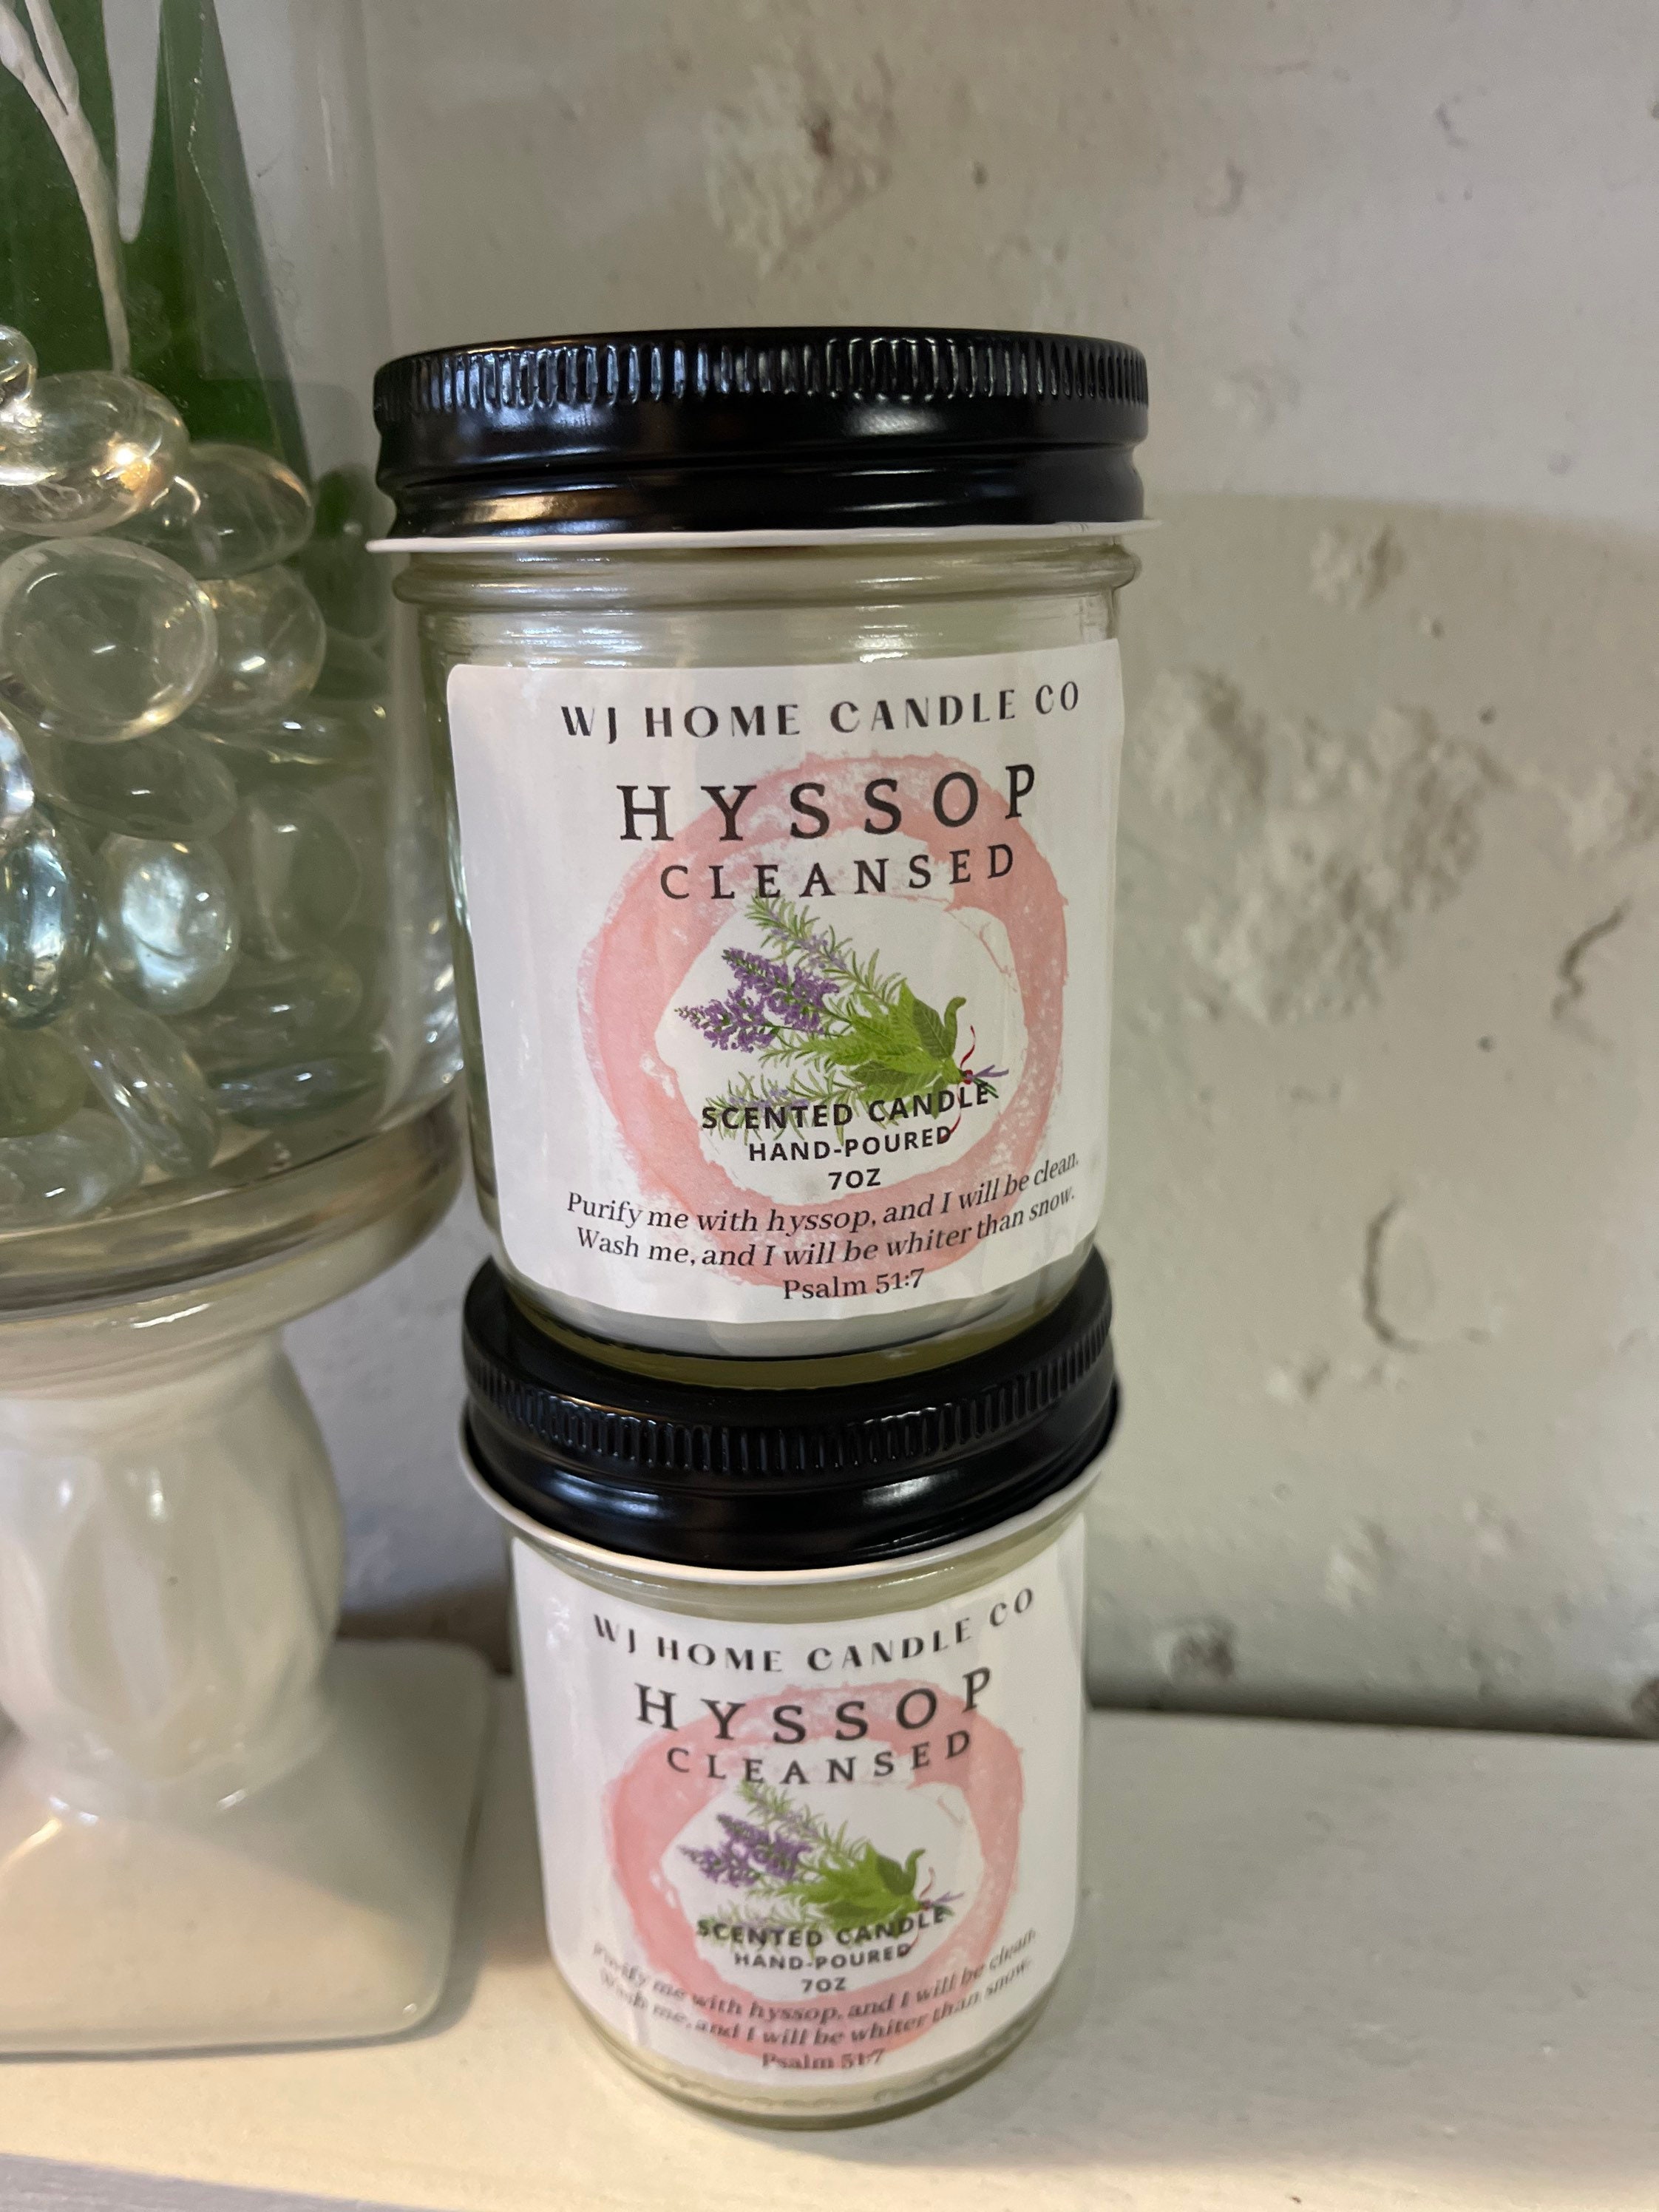 WJ HOME CANDLE CO
HYSSOP
CLEANSED
SCENTED CANDLE
HAND-POURED
7OZ
Purify me with hyssop, and I will be clean.
Wash me, and I will be whiter than snow.
Psalm 51:7
WJ HOME CANDLE CO
HYSSOP
CLEANSED
SCENTED CANDLE
HAND-POURED
7OZ
Purify me with hyssop, and I will be clean.
Wash me, and I will be whiter than snow.
Psalm 51:7